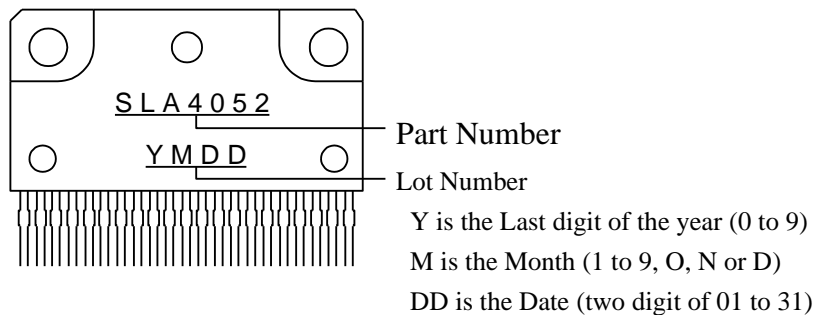 SLA4052
Part Number
YMDD
Lot Number
Y is the Last digit of the year (0 to 9)
M is the Month (1 to 9, O, N or D)
DD is the Date (two digit of 01 to 31)